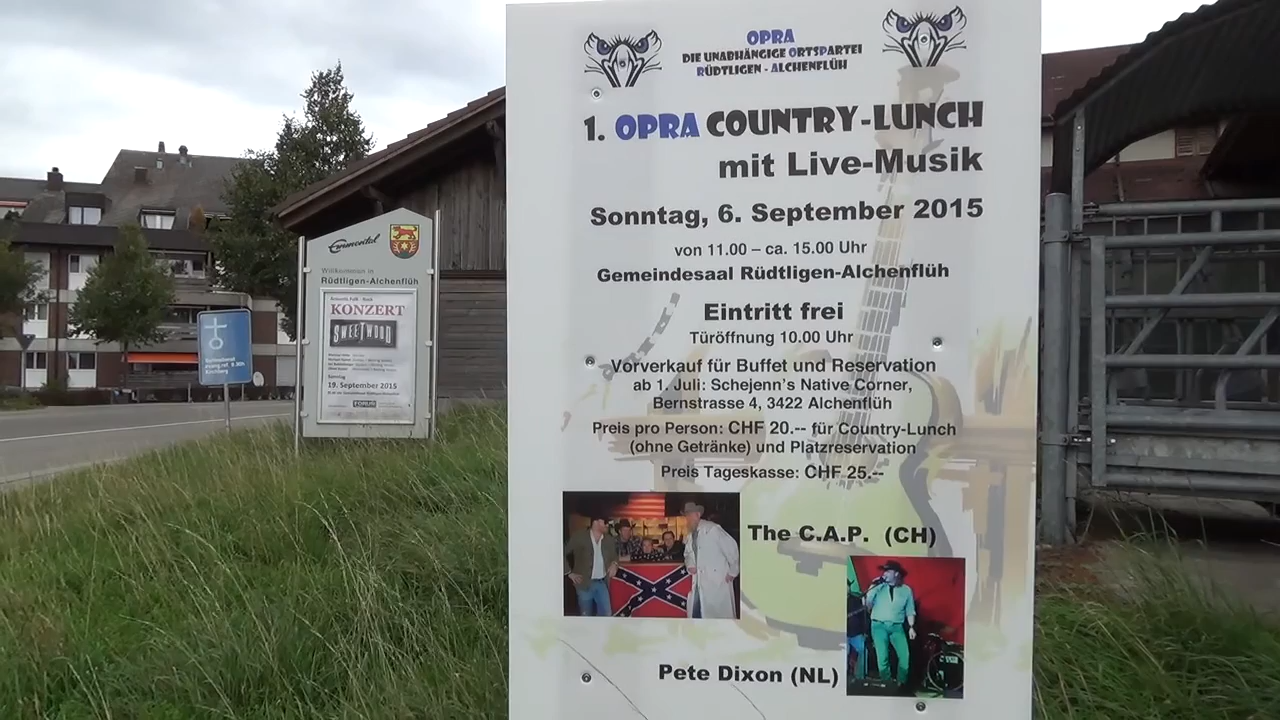 OPRA
DIE UNABHÄNGIGE ORTSPARTEI
RÜDTLIGEN - ALCHENFLÜH
1. OPRA COUNTRY-LUNCH
mit Live-Musik
Sonntag, 6. September 2015
von 11.00 – ca. 15.00 Uhr
Gemeindesaal Rüdtligen-Alchenflüh
Eintritt frei
Türöffnung 10.00 Uhr
Vorverkauf für Buffet und Reservation
ab 1. Juli: Schejenn's Native Corner,
Bernstrasse 4, 3422 Alchenflüh
Preis pro Person: CHF 20.-- für Country-Lunch
(ohne Getränke) und Platzreservation
Preis Tageskasse: CHF 25.--
The C.A.P. (CH)
Pete Dixon (NL)
Emmental
Willkommen in
Rüdtligen-Alchenflüh
Acoustic Folk - Rock
KONZERT
SWEETWOOD
Samstag
19. September 2015